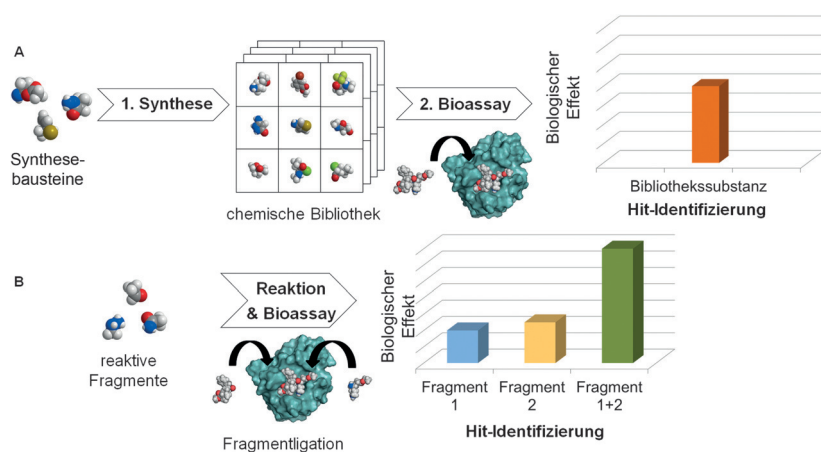 A
1. Synthese
2. Bioassay
Synthese-
bausteine
chemische Bibliothek
Biologischer
Effekt
Bibliothekssubstanz
Hit-Identifizierung
B
Reaktion
& Bioassay
reaktive
Fragmente
Fragmentligation
Biologischer
Effekt
Fragment
1
Fragment
2
Fragment
1+2
Hit-Identifizierung